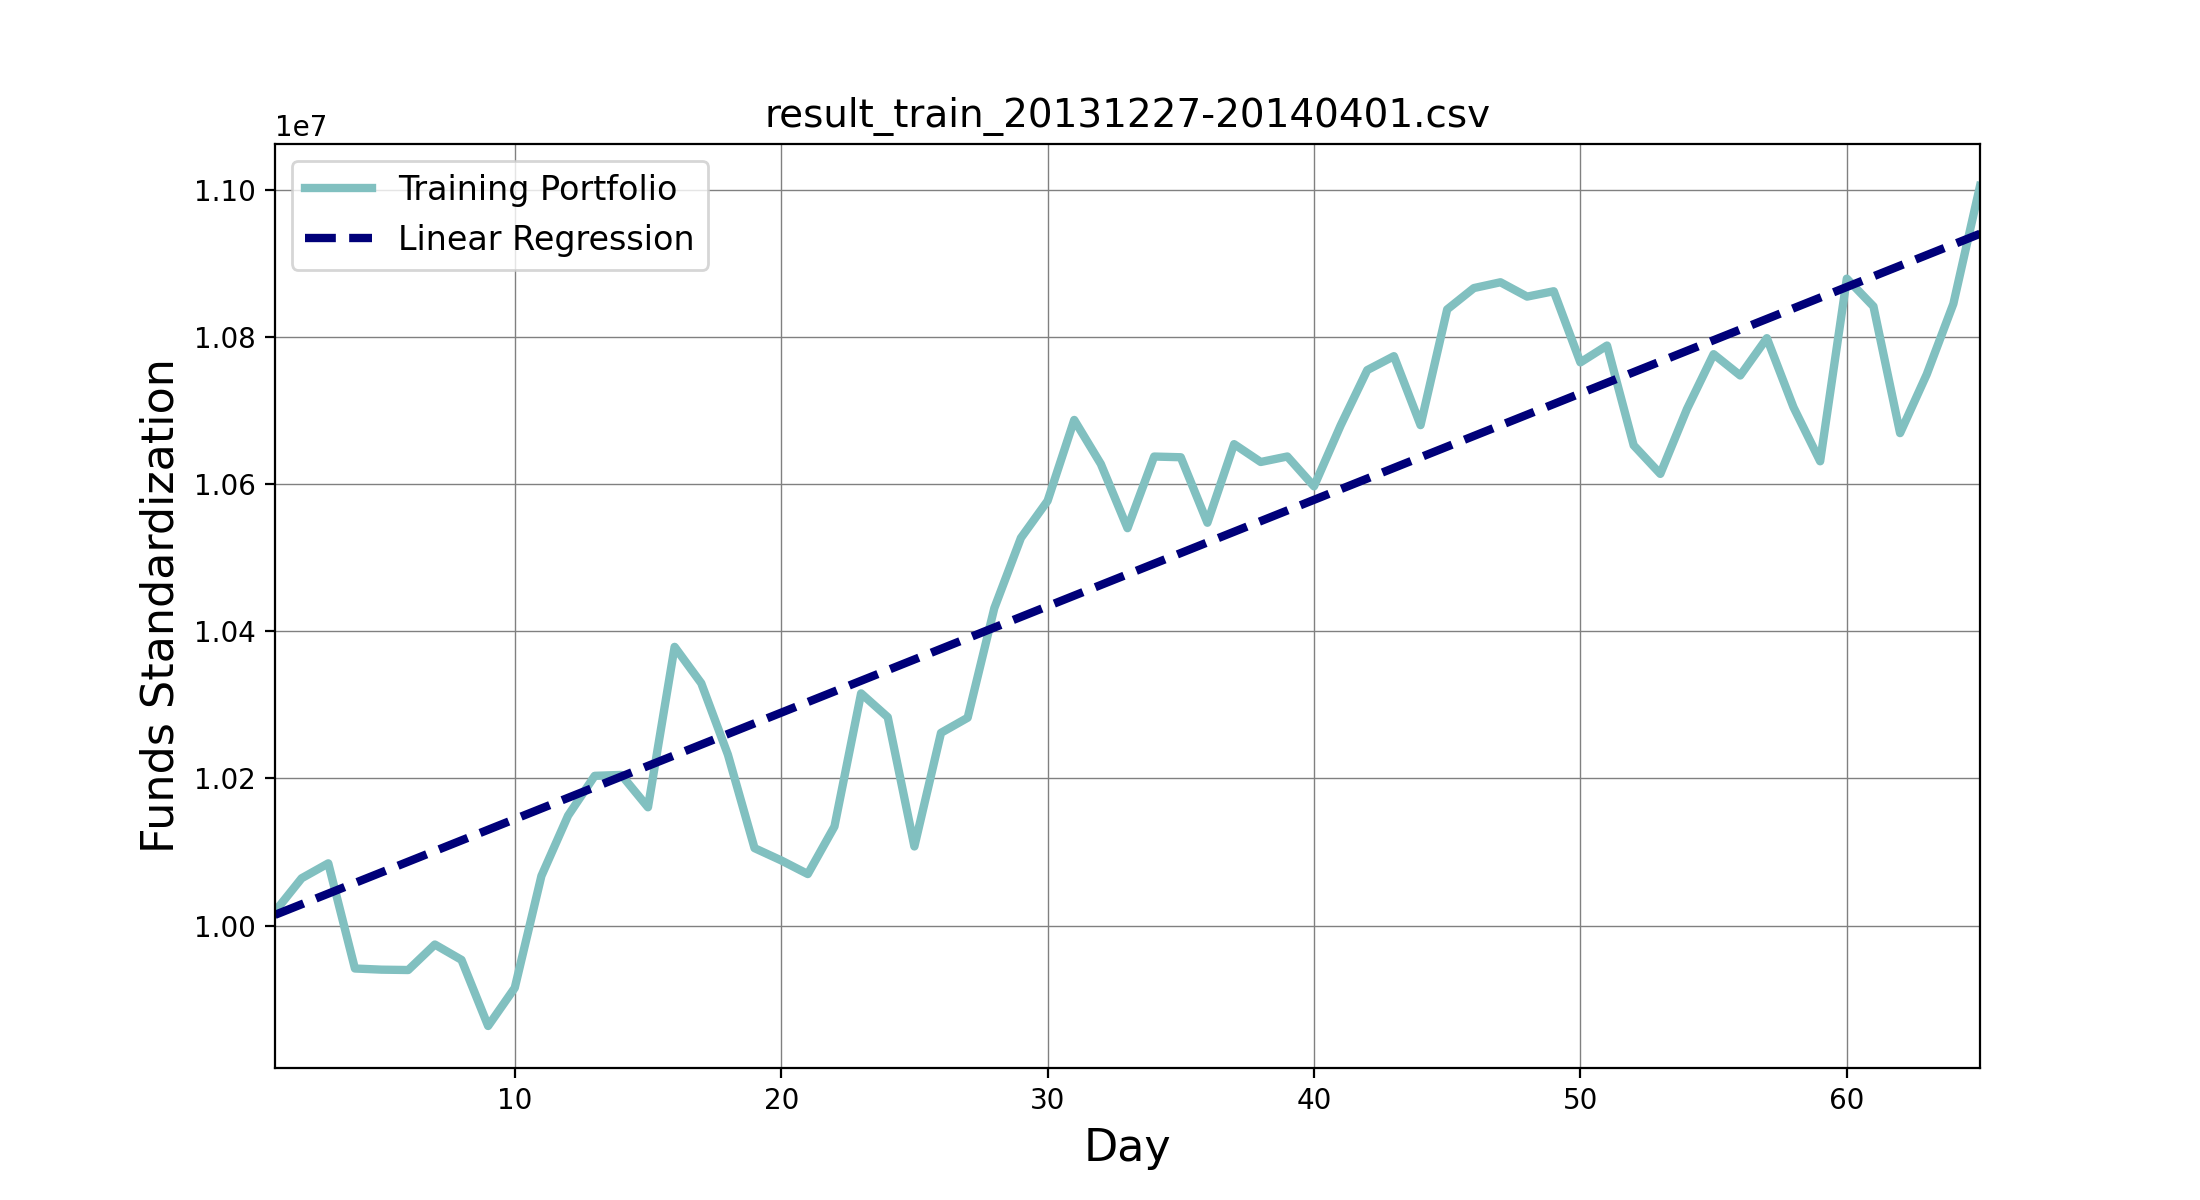 result_train_20131227-20140401.csv
1e7
Training Portfolio
Linear Regression
1.10
1.08
1.06
1.04
1.02
1.00
Funds Standardization
10 20 30 40 50 60
Day